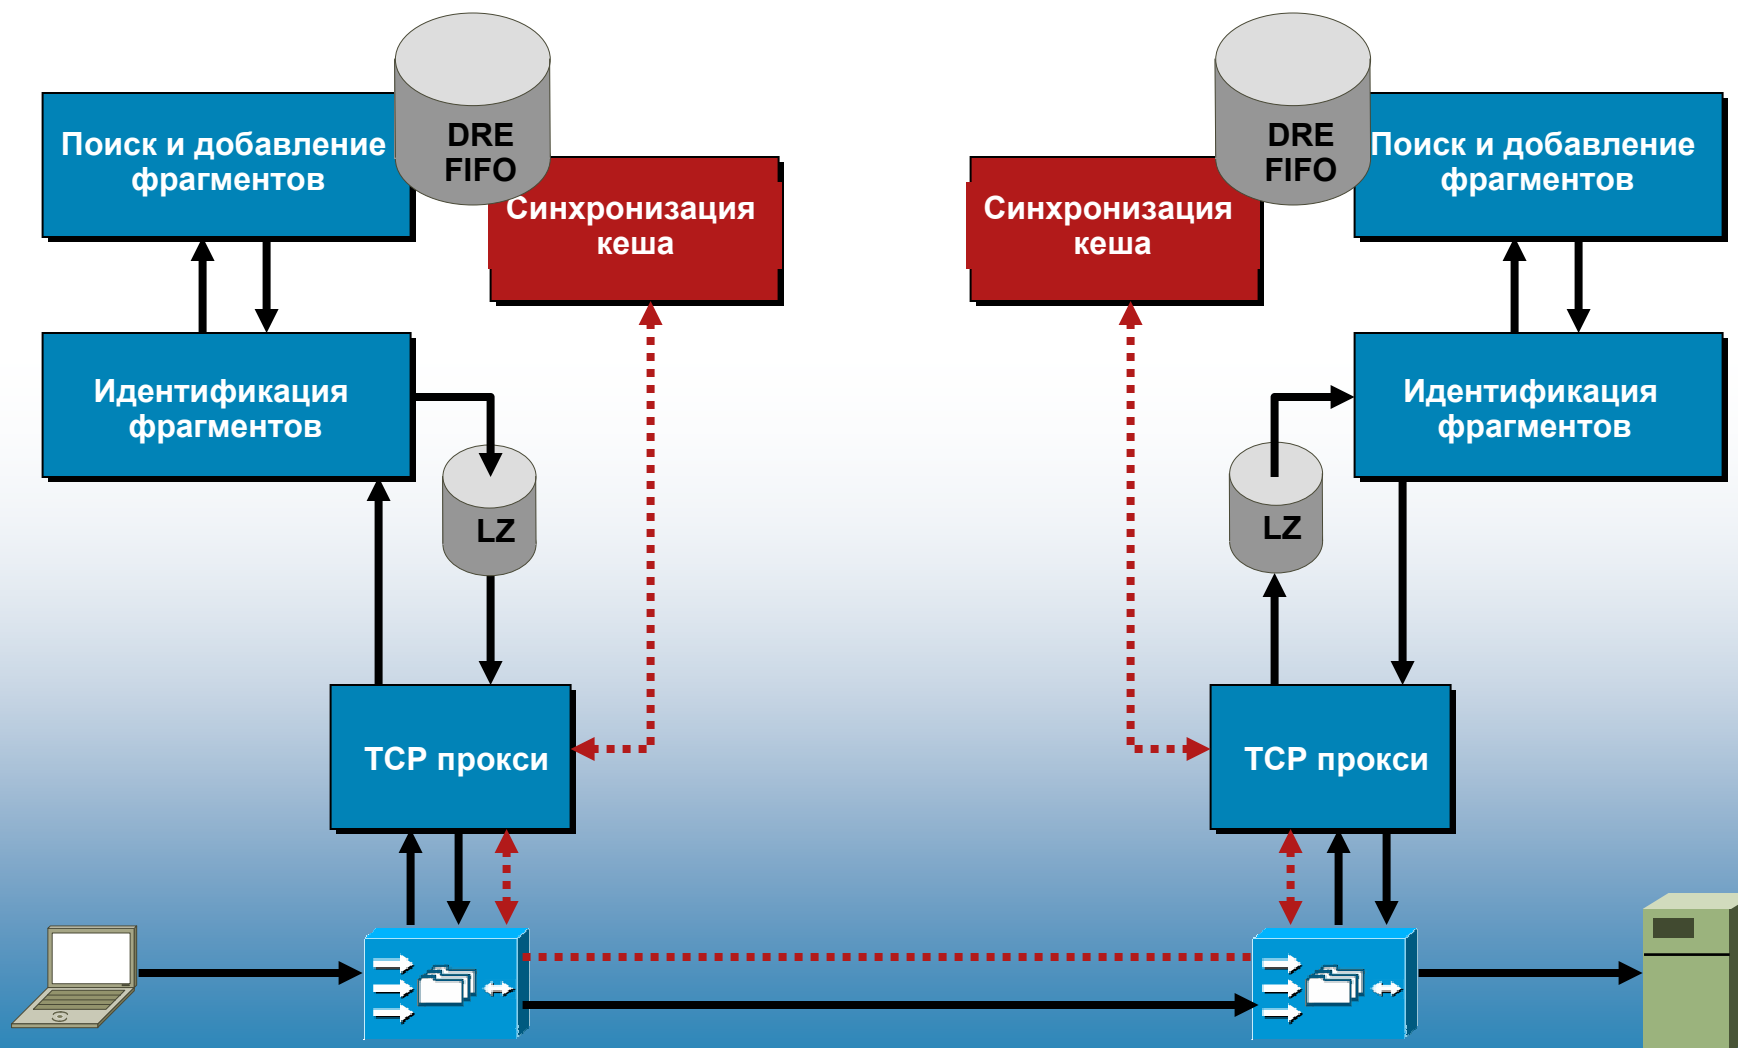 Поиск и добавление
фрагментов
DRE
FIFO
Синхронизация
кеша
Идентификация
фрагментов
LZ
TCP прокси
DRE
FIFO
Поиск и добавление
фрагментов
Синхронизация
кеша
Идентификация
фрагментов
LZ
TCP прокси